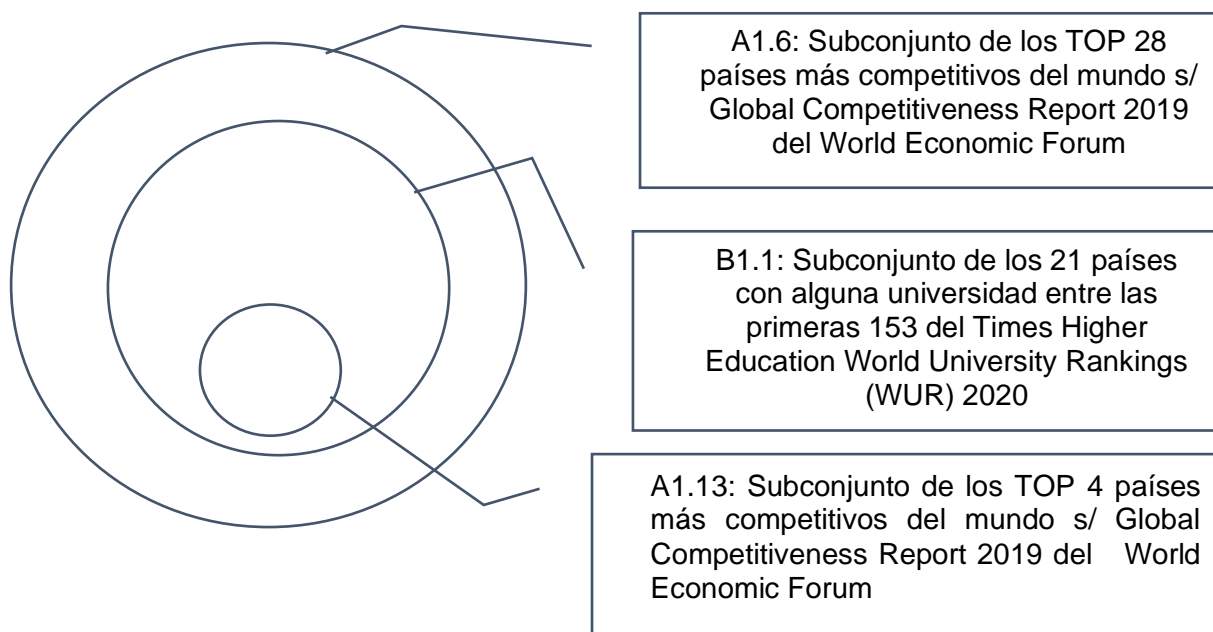 A1.6: Subconjunto de los TOP 28
países más competitivos del mundo s/
Global Competitiveness Report 2019
del World Economic Forum
B1.1: Subconjunto de los 21 países
con alguna universidad entre las
primeras 153 del Times Higher
Education World University Rankings
(WUR) 2020
A1.13: Subconjunto de los TOP 4 países
más competitivos del mundo s/ Global
Competitiveness Report 2019 del World
Economic Forum